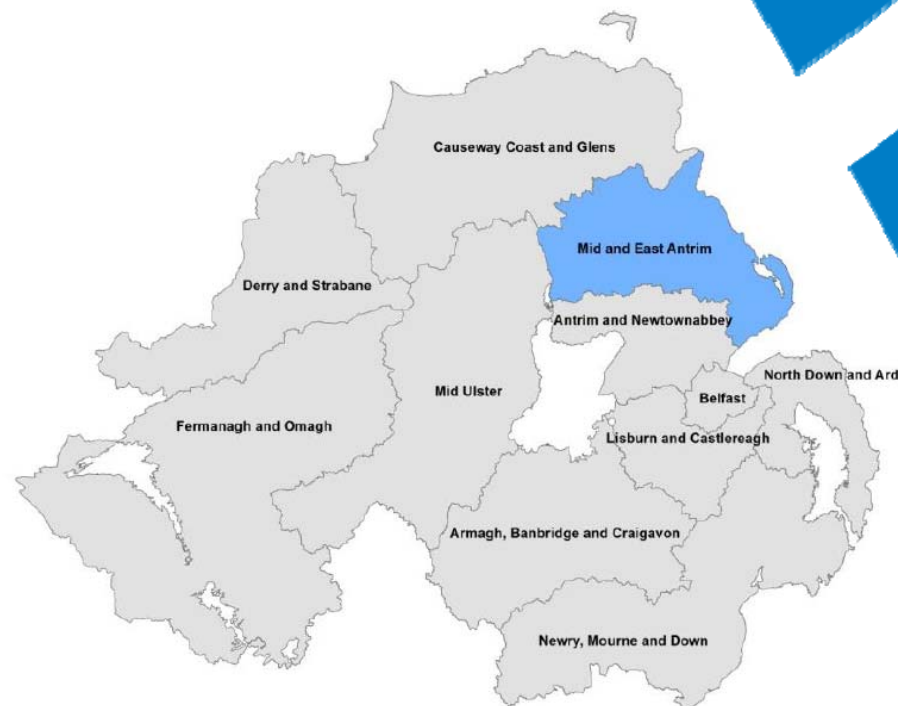 Causeway Coast and Glens
Mid and East Antrim
Derry and Strabane
Antrim and Newtownabbey
North Down and Ard
Mid Ulster
Belfast
Fermanagh and Omagh
Lisburn and Castlereagh
Armagh, Banbridge and Craigavon
Newry, Mourne and Down